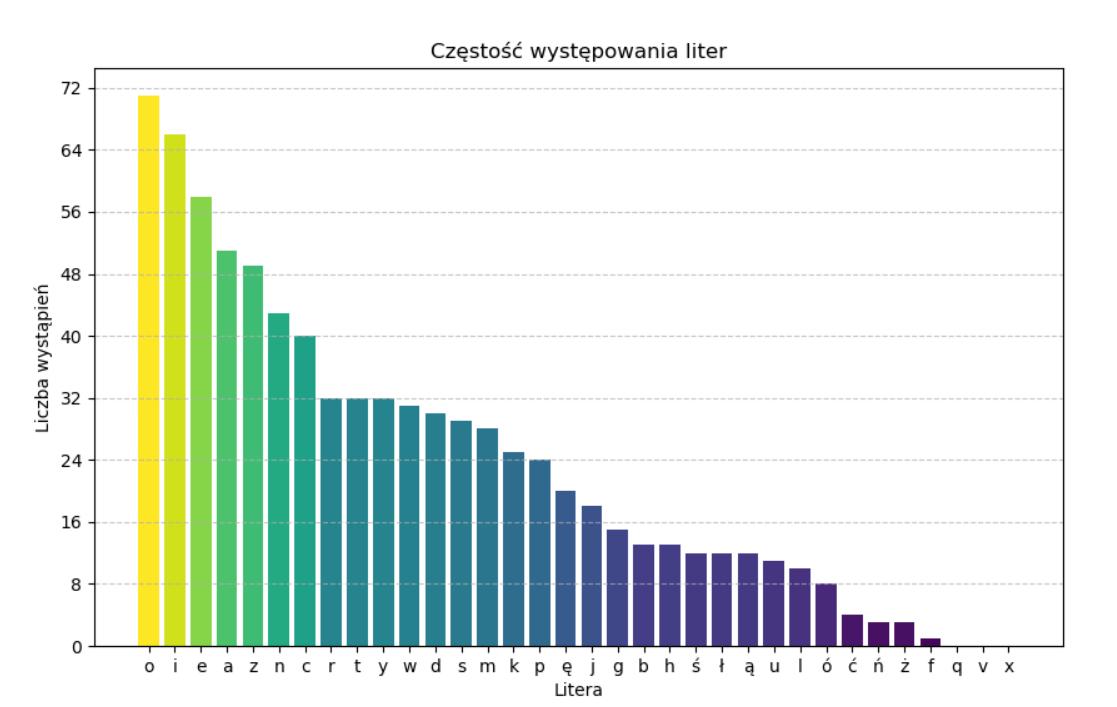 Częstość występowania liter
Liczba wystąpień
72
64
56
48
40
32
24
16
8
0
o i e a z n c r t y w d s m k p ę j g b h ś ł ą u l ó ć ń ż f q v x
Litera